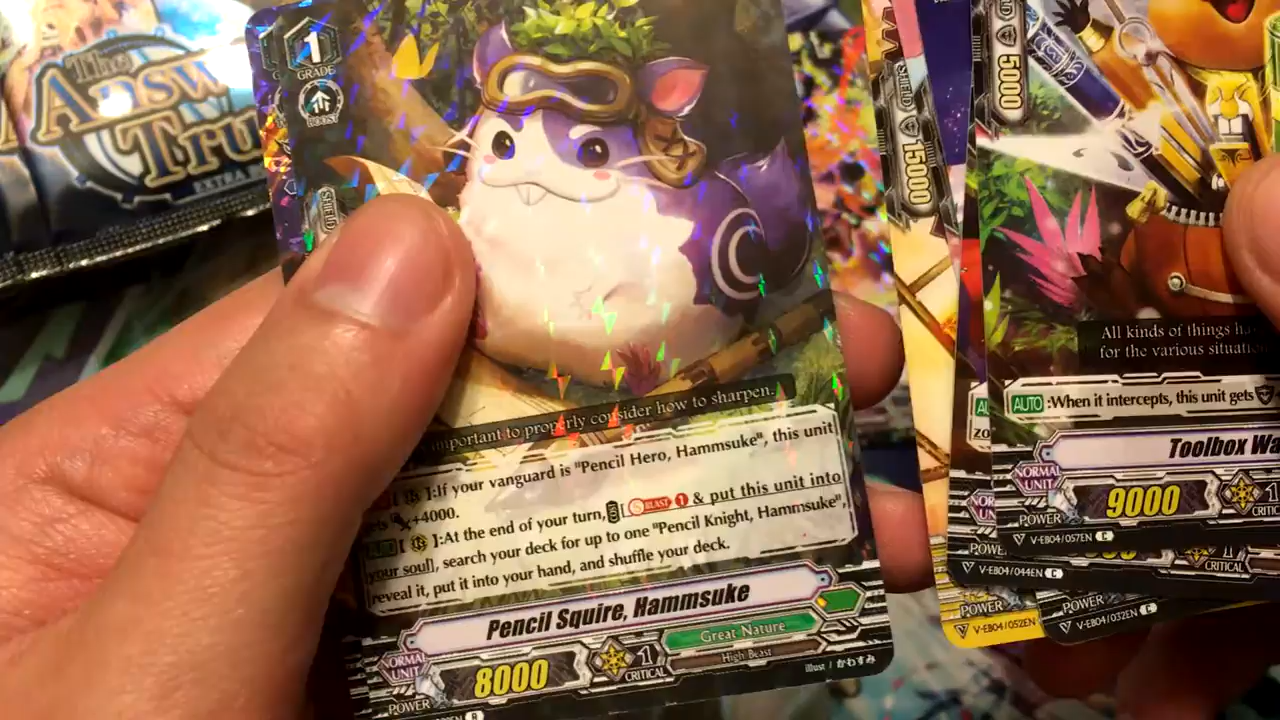 The
Answ
Tru
EXTRA
1
GRADE
BOOST
SHIELD
important to properly consider how to sharpen.
]:If your vanguard is "Pencil Hero, Hammsuke", this unit
+4000.
AUTO [ ]:At the end of your turn, COST [ S BLAST 1 & put this unit into
your soul], search your deck for up to one "Pencil Knight, Hammsuke",
reveal it, put it into your hand, and shuffle your deck.
Pencil Squire, Hammsuke
NORMAL
UNIT
POWER
8000
1
CRITICAL
Great Nature
High Beast
illust / かわすみ
R
SHIELD
15000
POWER
V-EB04/052EN
V-EB04/044EN C
POWER
CRITICAL
V-EB04/032EN C
5000
All kinds of things ha
for the various situation
AUTO :When it intercepts, this unit gets
Toolbox Wa
NORMAL
UNIT
POWER
9000
1
V-EB04/057EN C